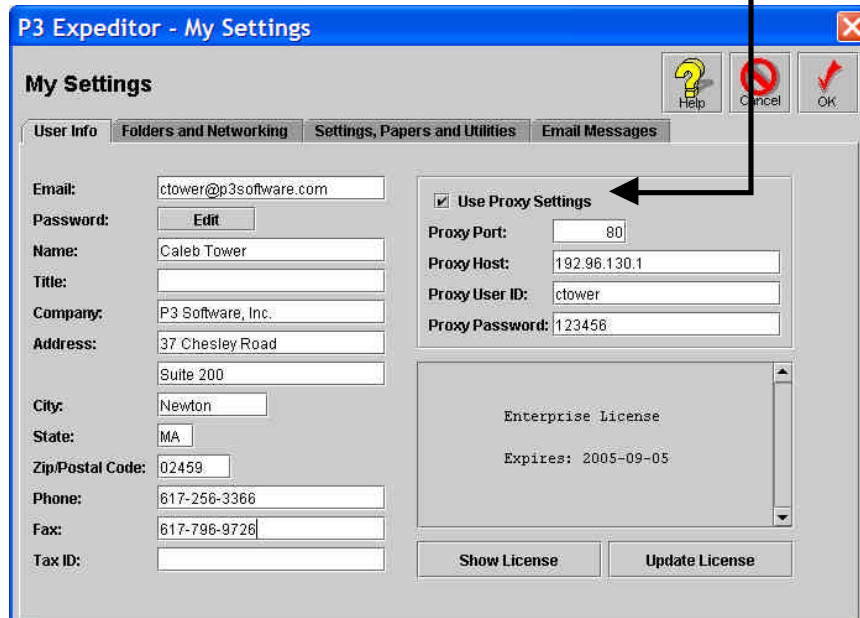 P3 Expeditor - My Settings
My Settings
Help
Cancel
OK
User Info
Folders and Networking
Settings, Papers and Utilities
Email Messages
Email: ctower@p3software.com
Password: Edit
Name: Caleb Tower
Title:
Company: P3 Software, Inc.
Address: 37 Chesley Road
Suite 200
City: Newton
State: MA
Zip/Postal Code: 02459
Phone: 617-256-3366
Fax: 617-796-9726
Tax ID:
Use Proxy Settings
Proxy Port: 80
Proxy Host: 192.96.130.1
Proxy User ID: ctower
Proxy Password: 123456
Enterprise License
Expires: 2005-09-05
Show License
Update License